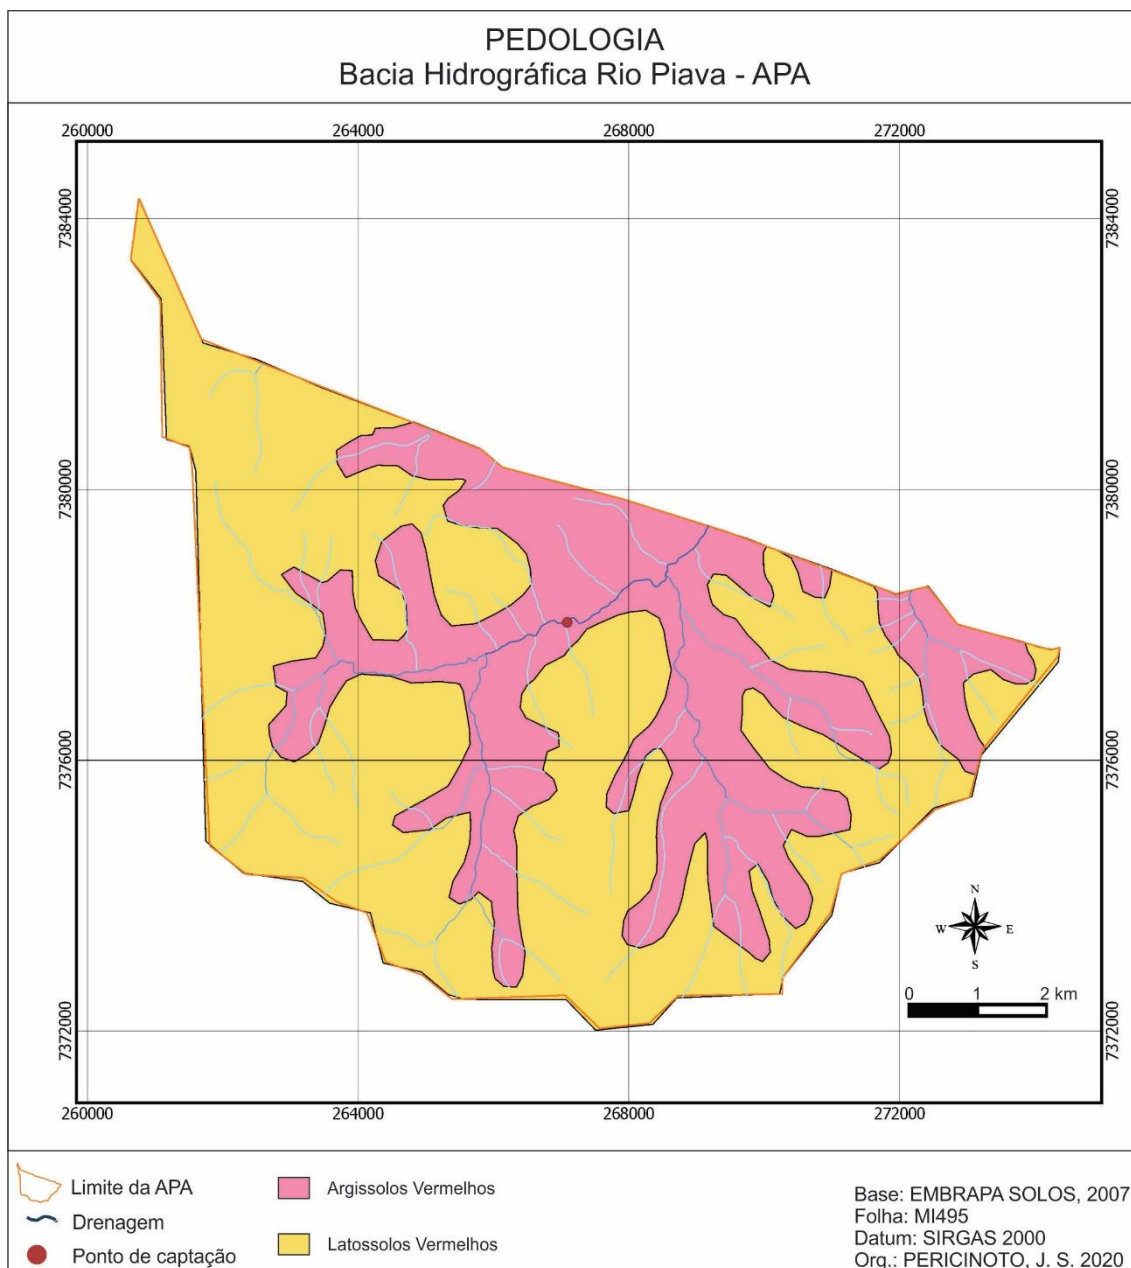 PEDOLOGIA
Bacia Hidrográfica Rio Piava - APA
260000 264000 268000 272000
7384000 7384000
7380000 7380000
7376000 7376000
N
W E
S
0 1 2 km
7372000 7372000
260000 264000 268000 272000
Limite da APA
Drenagem
Ponto de captação
Argissolos Vermelhos
Latossolos Vermelhos
Base: EMBRAPA SOLOS, 2007
Folha: MI495
Datum: SIRGAS 2000
Org.: PERICINOTO, J. S. 2020